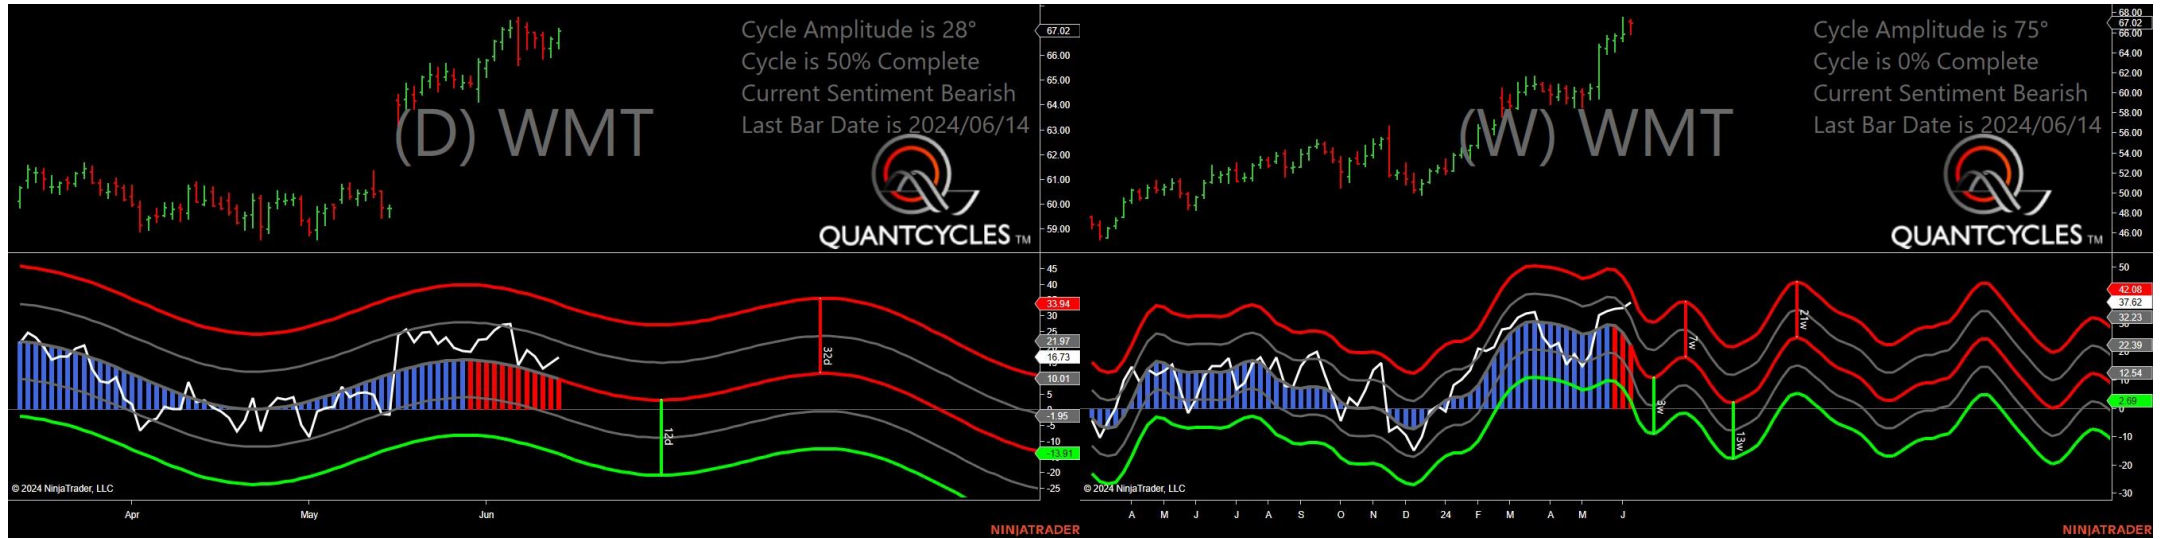 Cycle Amplitude is 28°
Cycle is 50% Complete
Current Sentiment Bearish
Last Bar Date is 2024/06/14
(D) WMT
QUANTCYCLES TM
67.02
66.00
65.00
64.00
63.00
62.00
61.00
60.00
59.00
45
40
33.94
30
25
21.97
16.73
10.01
5
-1.95
-5
-10
-13.91
-20
-25
32d
12d
© 2024 NinjaTrader, LLC
Apr May Jun
NINJATRADER
Cycle Amplitude is 75°
Cycle is 0% Complete
Current Sentiment Bearish
Last Bar Date is 2024/06/14
(W) WMT
QUANTCYCLES TM
68.00
67.02
66.00
64.00
62.00
60.00
58.00
56.00
54.00
52.00
50.00
48.00
46.00
50
42.08
37.62
32.23
22.39
12.54
2.69
0
-10
-20
-30
7w
21w
13w
© 2024 NinjaTrader, LLC
A M J J A S O N D 24 F M A M J
NINJATRADER